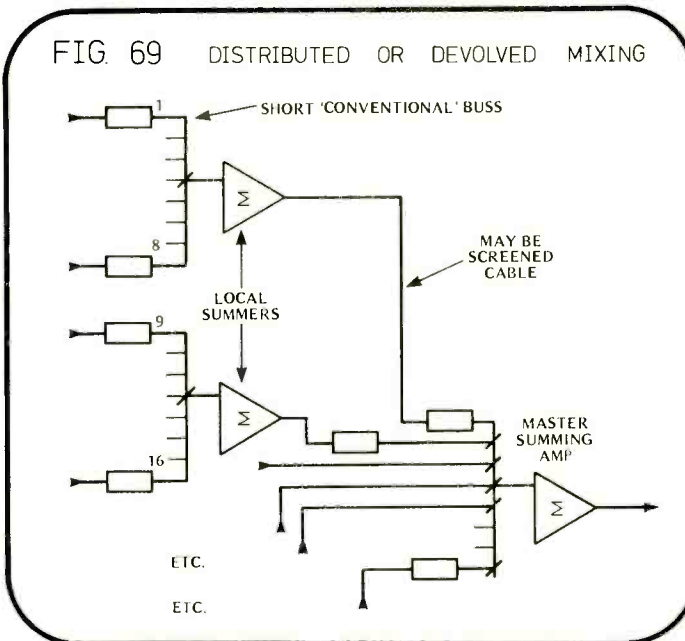 FIG. 69 DISTRIBUTED OR DEVOLVED MIXING
1
SHORT 'CONVENTIONAL' BUSS
Σ
8
MAY BE
SCREENED
CABLE
LOCAL
SUMMERS
9
Σ
16
MASTER
SUMMING
AMP
Σ
ETC.
ETC.